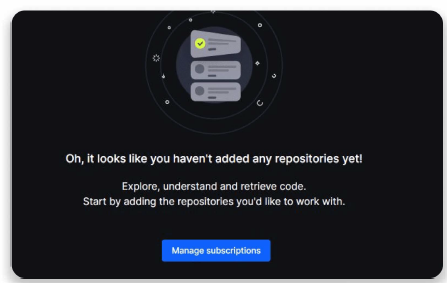 Oh, it looks like you haven't added any repositories yet!
Explore, understand and retrieve code.
Start by adding the repositories you'd like to work with.
Manage subscriptions